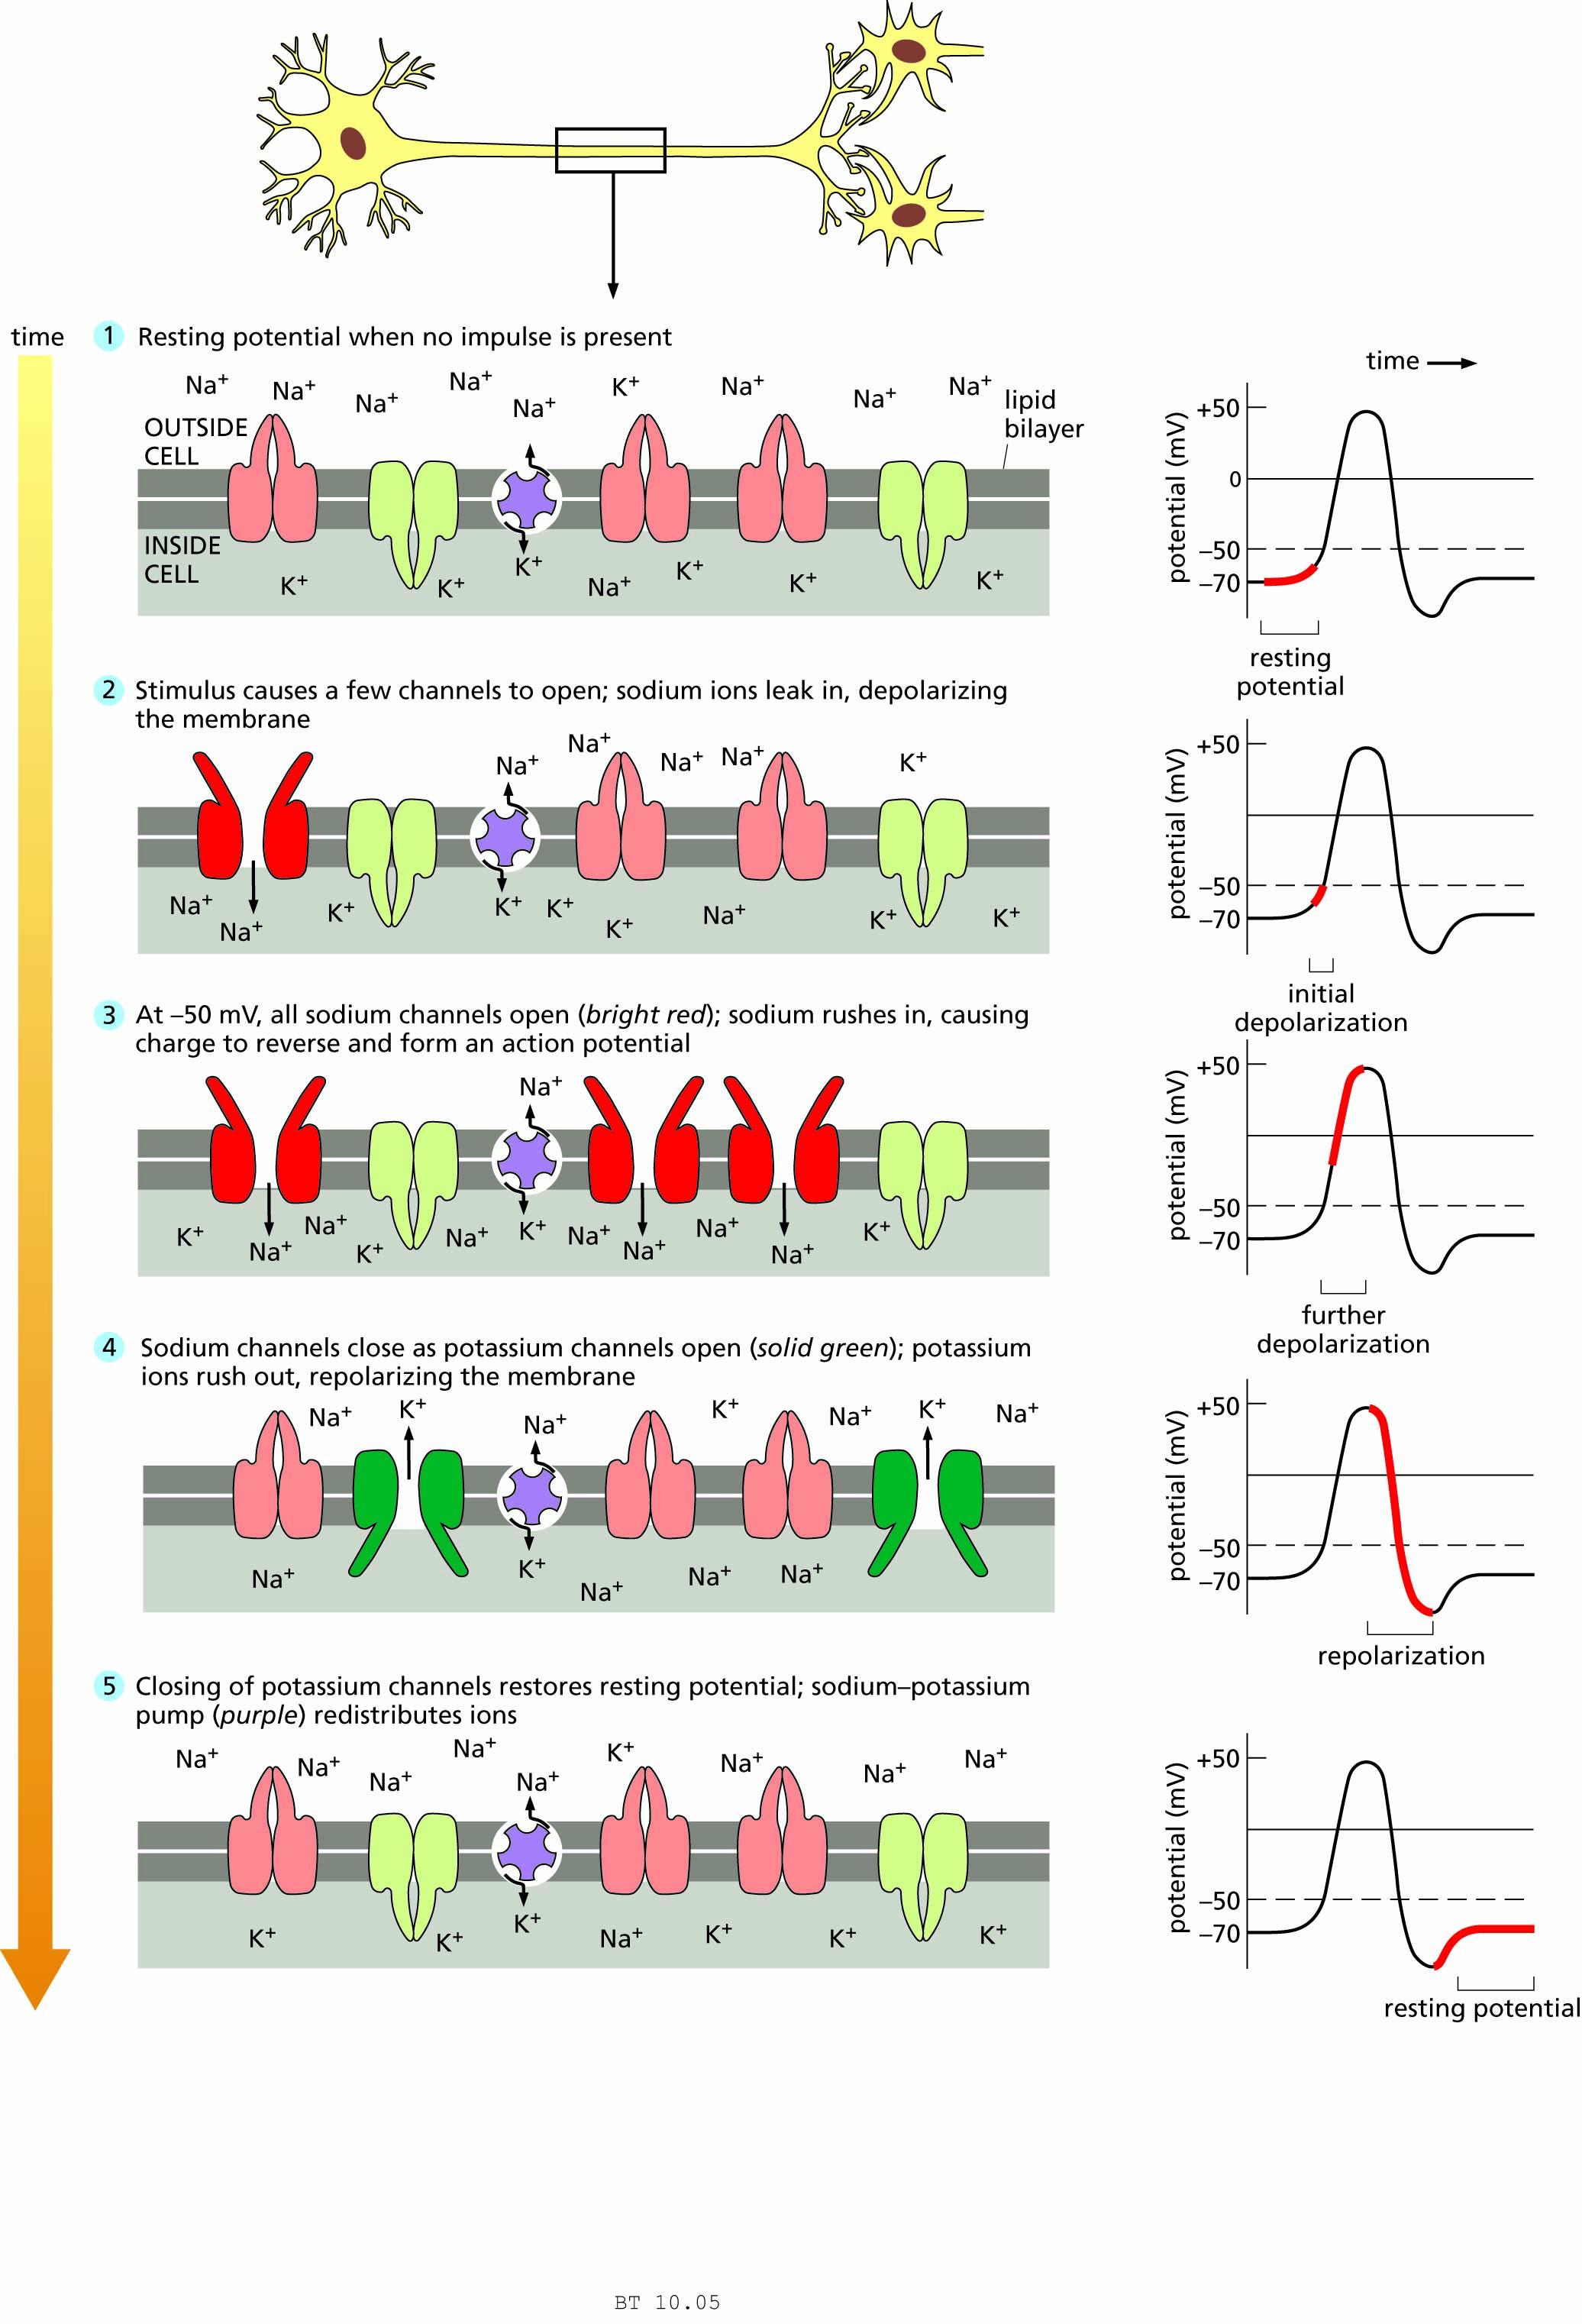 time
1 Resting potential when no impulse is present
time
Na+ Na+ Na+ Na+ Na+ K+ Na+ Na+ Na+
lipid
bilayer
OUTSIDE
CELL
INSIDE
CELL
K+ K+ K+ Na+ K+ K+ K+
potential (mV)
+50
0
–50
–70
resting
potential
2 Stimulus causes a few channels to open; sodium ions leak in, depolarizing
the membrane
Na+ Na+ Na+ Na+ K+
Na+ Na+ K+ K+ K+ K+ Na+ K+ K+
potential (mV)
+50
–50
–70
initial
depolarization
3 At –50 mV, all sodium channels open (bright red); sodium rushes in, causing
charge to reverse and form an action potential
Na+
K+ Na+ Na+ K+ Na+ K+ Na+ Na+ Na+ Na+ K+
potential (mV)
+50
–50
–70
further
depolarization
4 Sodium channels close as potassium channels open (solid green); potassium
ions rush out, repolarizing the membrane
Na+ K+ Na+ K+ Na+ K+ Na+
Na+ K+ Na+ Na+ Na+
potential (mV)
+50
–50
–70
repolarization
5 Closing of potassium channels restores resting potential; sodium–potassium
pump (purple) redistributes ions
Na+ Na+ Na+ Na+ Na+ K+ Na+ Na+ Na+
K+ K+ K+ Na+ K+ K+ K+
potential (mV)
+50
–50
–70
resting potential
BT 10.05